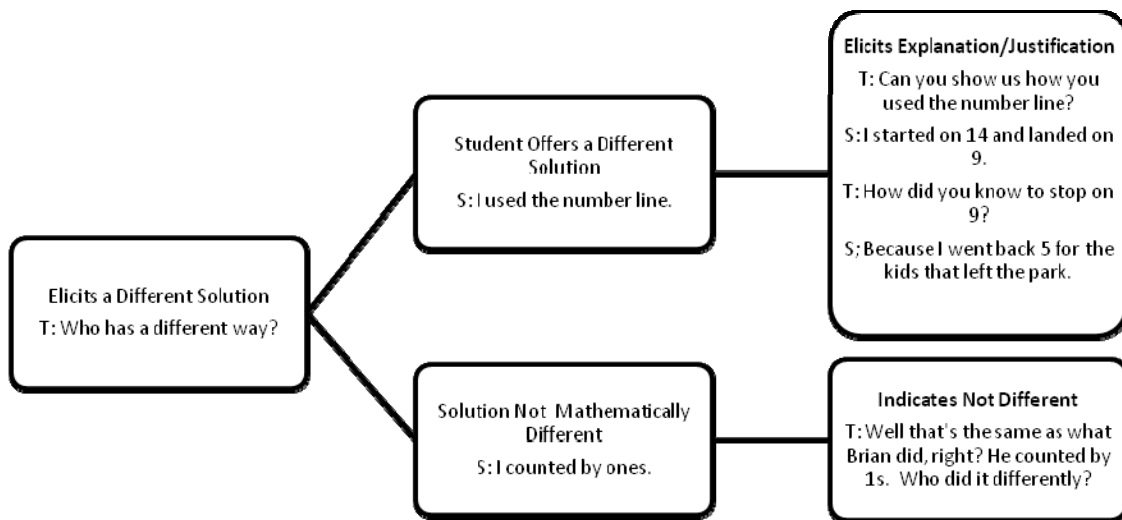 Elicits a Different Solution
T: Who has a different way?
Student Offers a Different
Solution
S: I used the number line.
Elicits Explanation/Justification
T: Can you show us how you
used the number line?
S: I started on 14 and landed on
9.
T: How did you know to stop on
9?
S; Because I went back 5 for the
kids that left the park.
Solution Not Mathematically
Different
S: I counted by ones.
Indicates Not Different
T: Well that's the same as what
Brian did, right? He counted by
1s. Who did it differently?